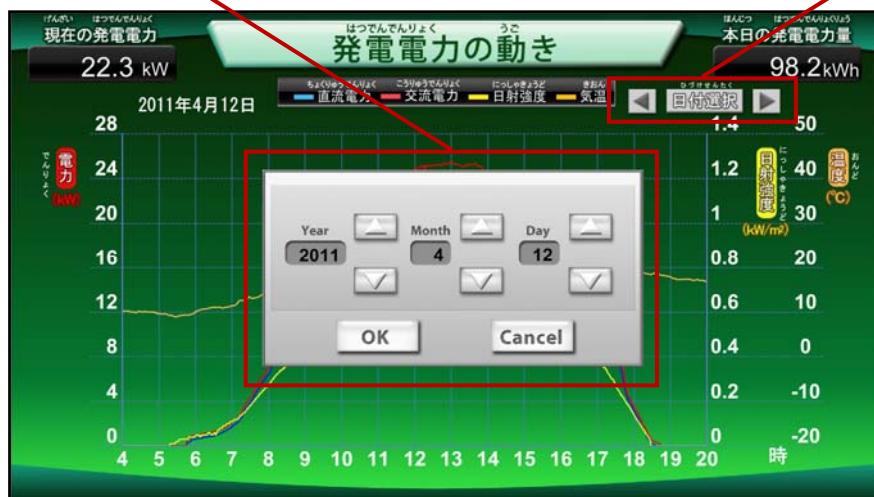 げんざい はつでんでんりょく
現在の発電電力
22.3 kW
はつでんでんりょく うご
発電電力の動き
ほんじつ はつでんでんりょくりょう
本日の発電電力量
98.2kWh
2011年4月12日
ちょくりゅうでんりょく こうりゅうでんりょく にっしゃきょうど きおん
直流電力 交流電力 日射強度 気温
ひづけせんたく
日付選択
でんりょく
電力
(kW)
28
24
20
16
12
8
4
0
1.4
1.2
1
0.8
0.6
0.4
0.2
0
にっしゃきょうど
日射強度
(kW/㎡)
50
40
30
20
10
0
-10
-20
おんど
温度
(℃)
Year Month Day
2011 4 12
OK Cancel
4 5 6 7 8 9 10 11 12 13 14 15 16 17 18 19 20 時